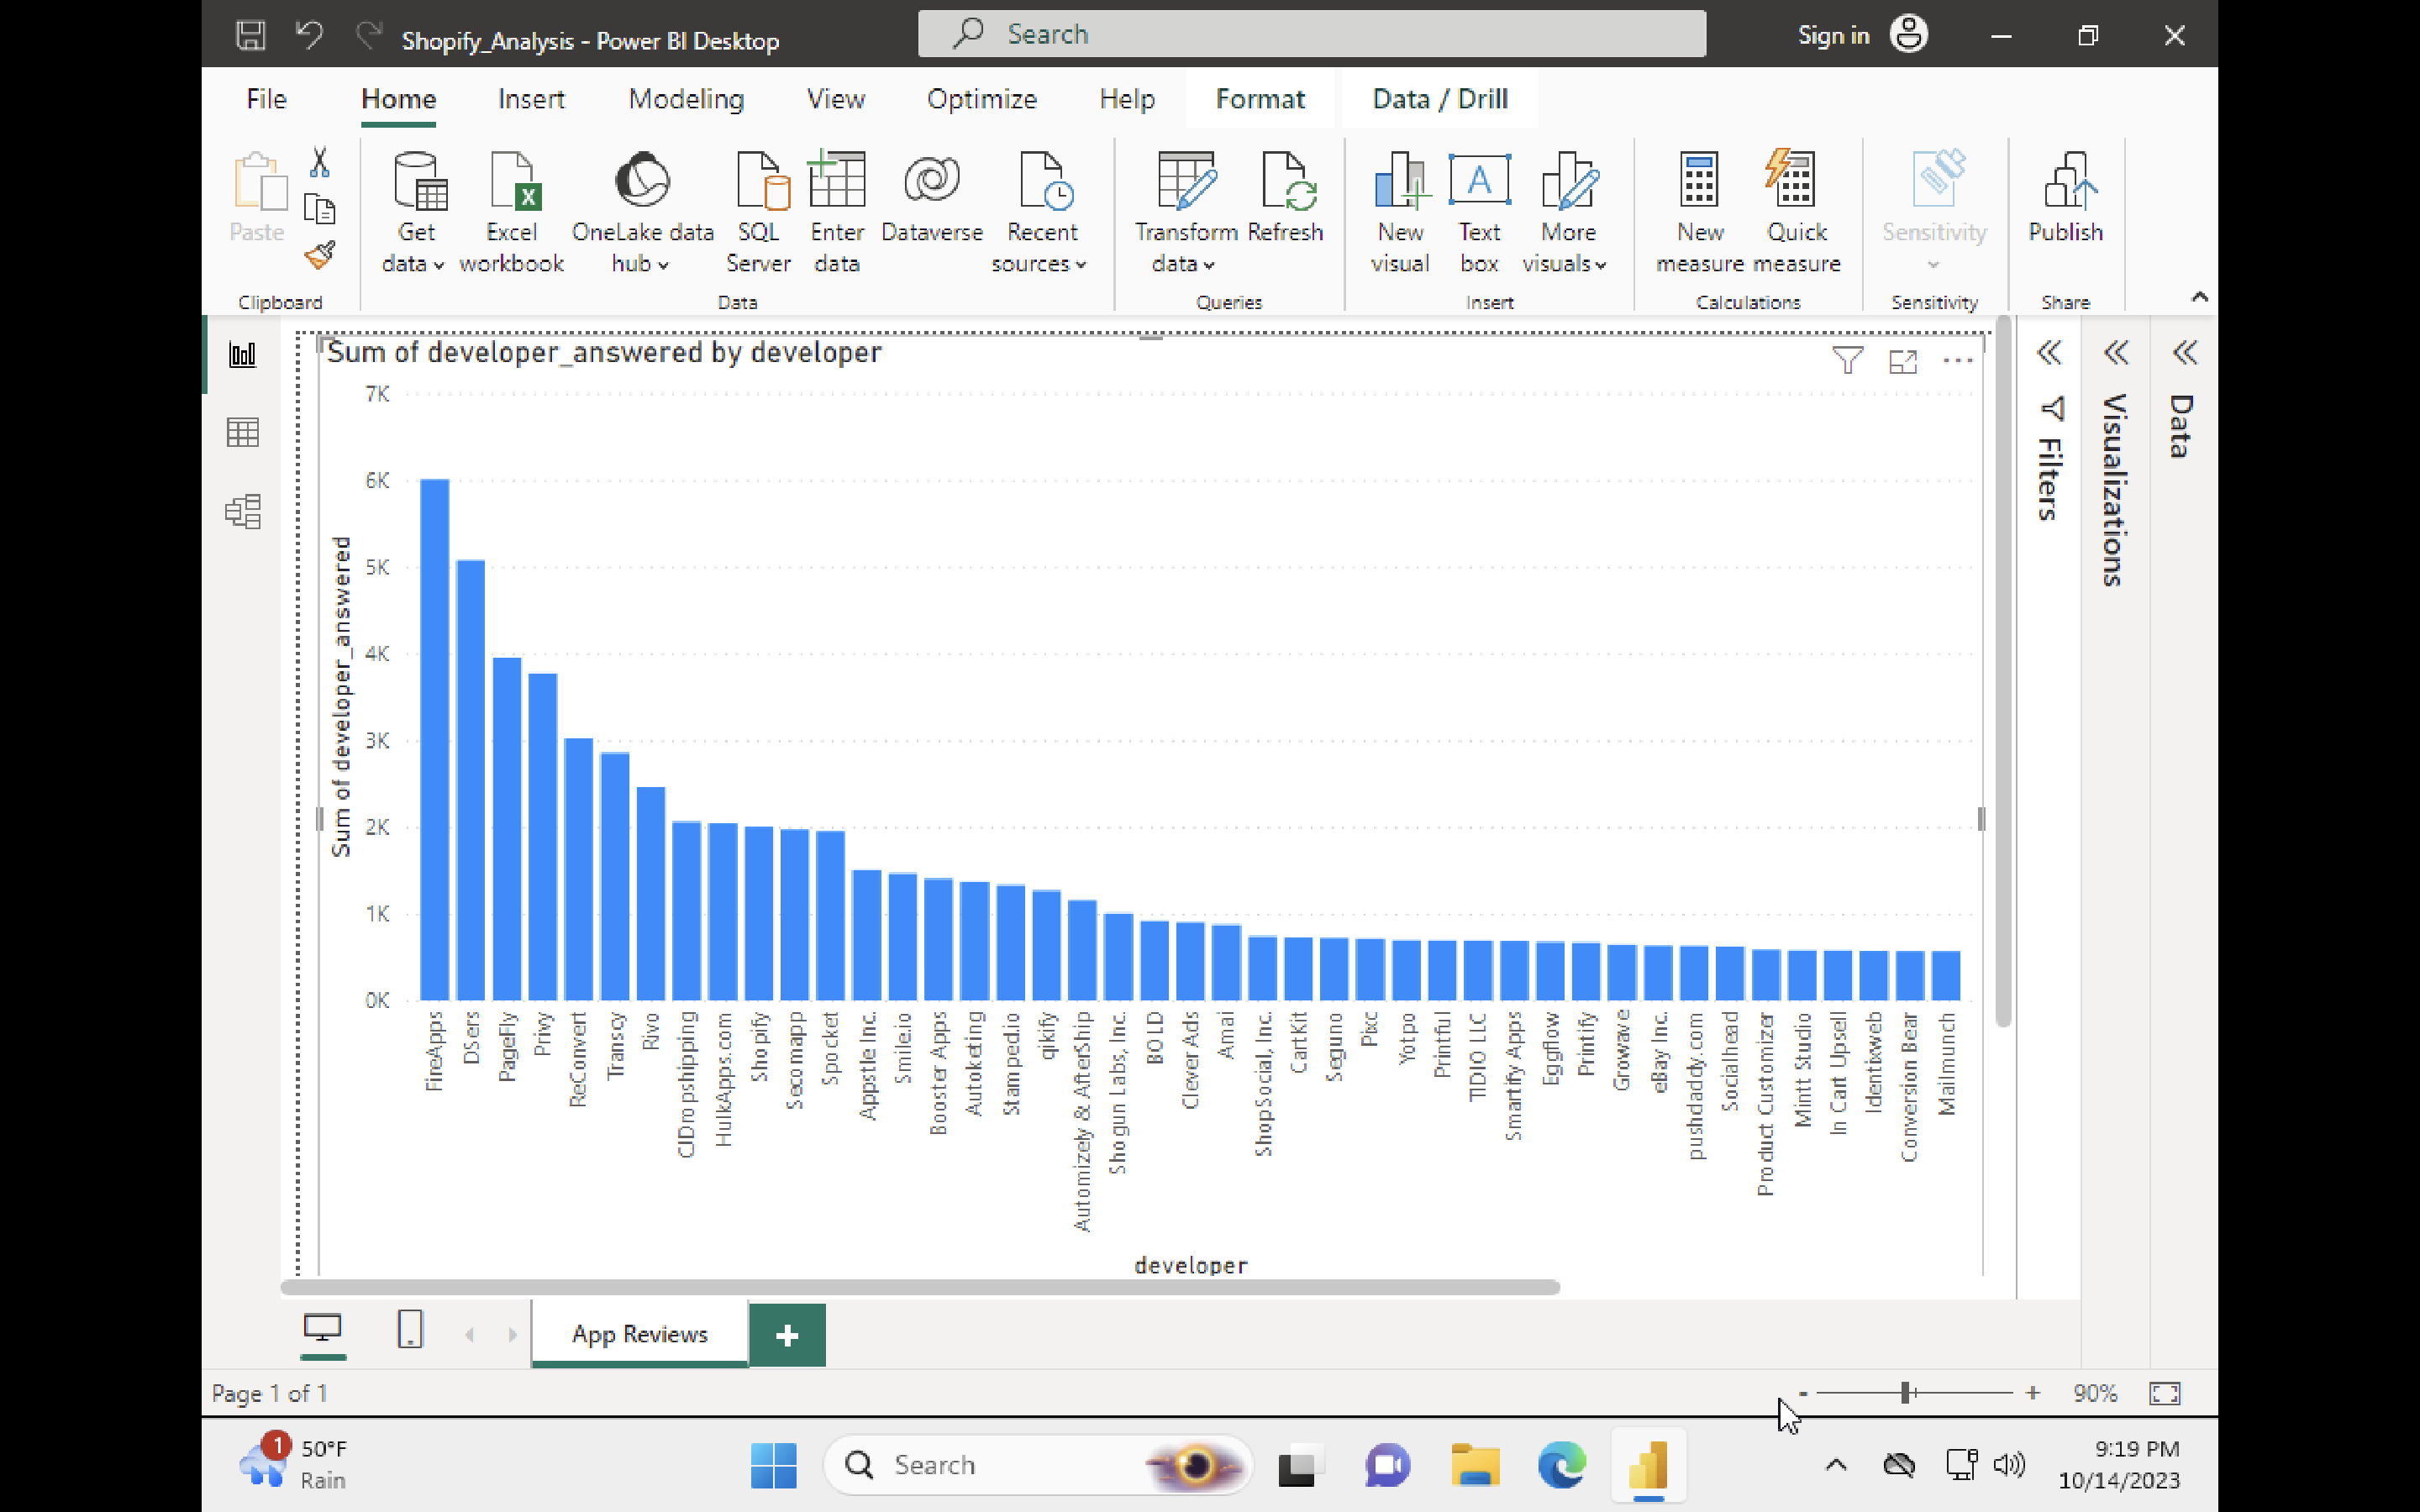 Shopify_Analysis - Power BI Desktop
Search
Sign in
File Home Insert Modeling View Optimize Help Format Data / Drill
Paste
Get data
Excel workbook
OneLake data hub
SQL Server
Enter data
Dataverse
Recent sources
Transform data
Refresh
New visual
Text box
More visuals
New measure
Quick measure
Sensitivity
Publish
Clipboard
Data
Queries
Insert
Calculations
Sensitivity
Share
Sum of developer_answered by developer
Filters
Visualizations
Data
Sum of developer_answered
7K
6K
5K
4K
3K
2K
1K
0K
FireApps
DSers
PageFly
Privy
ReConvert
Transcy
Rivo
CJDropshipping
HulkApps.com
Shopify
Secomapp
Spocket
Appstle Inc.
Smile.io
Booster Apps
Autoketing
Stamped.io
qikify
Automizely & AfterShip
Shogun Labs, Inc.
BOLD
Clever Ads
Amai
ShopSocial, Inc.
CartKit
Seguno
Pixc
Yotpo
Printful
TIDIO LLC
Smartify Apps
Eggflow
Printify
Growave
eBay Inc.
pushdaddy.com
Socialhead
Product Customizer
Mintt Studio
In Cart Upsell
Identixweb
Conversion Bear
Mailmunch
developer
App Reviews
+
Page 1 of 1
- + 90%
1
50°F
Rain
Search
9:19 PM
10/14/2023